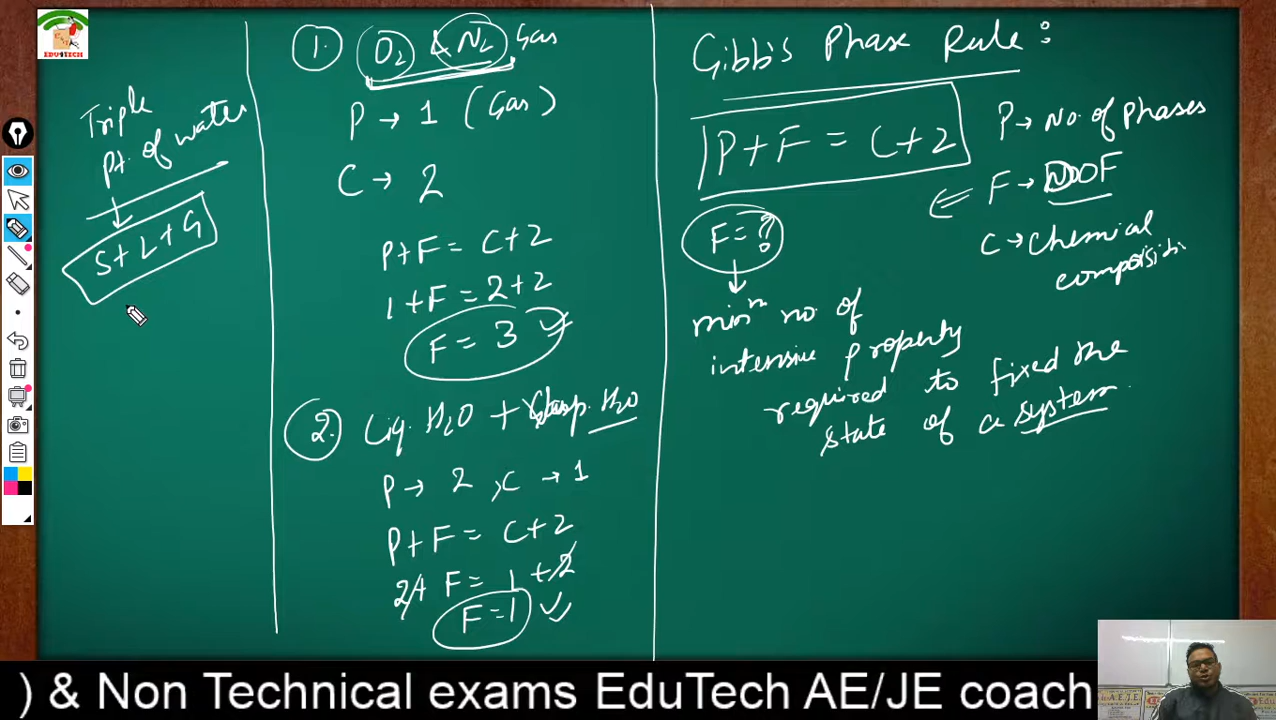 EDU4TECH
Triple
Pt. of water
S + L + G
1. O2 & N2 Gas
P → 1 (Gas)
C → 2
P+F = C+2
1+F = 2+2
F = 3
2. Liq. H2O + Vap. H2O
P → 2, C → 1
P+F = C+2
2+ F = 1 + 2
F = 1
Gibb's Phase Rule:
P+F = C+2
P → No. of Phases
F → DOF
C → Chemical
F = ?
minm no. of
intensive property
required to fixed the
state of a system.
) & Non Technical exams EduTech AE/JE coach